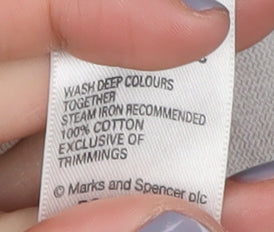 WASH DEEP COLOURS
TOGETHER
STEAM IRON RECOMMENDED
100% COTTON
EXCLUSIVE OF
TRIMMINGS
© Marks and Spencer plc